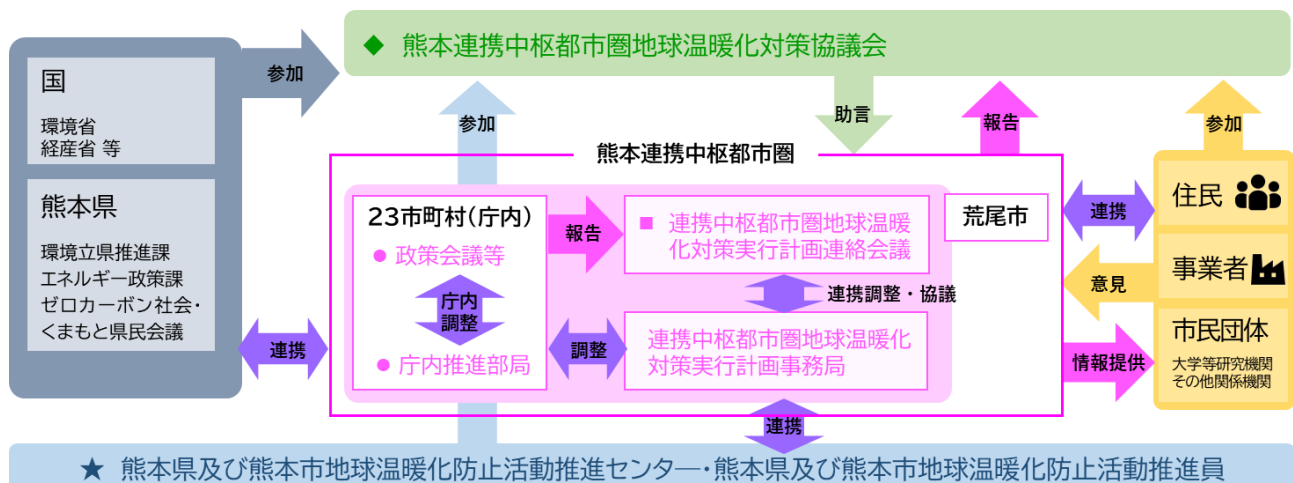 ◆ 熊本連携中枢都市圏地球温暖化対策協議会
国
環境省
経産省 等
熊本県
環境立県推進課
エネルギー政策課
ゼロカーボン社会・
くまもと県民会議
参加
参加
助言
報告
参加
熊本連携中枢都市圏
23市町村(庁内)
● 政策会議等
庁内
調整
● 庁内推進部局
報告
■ 連携中枢都市圏地球温暖
化対策実行計画連絡会議
連携調整・協議
調整
連携中枢都市圏地球温暖化
対策実行計画事務局
荒尾市
連携
連携
意見
情報提供
住民
事業者
市民団体
大学等研究機関
その他関係機関
連携
★ 熊本県及び熊本市地球温暖化防止活動推進センター・熊本県及び熊本市地球温暖化防止活動推進員